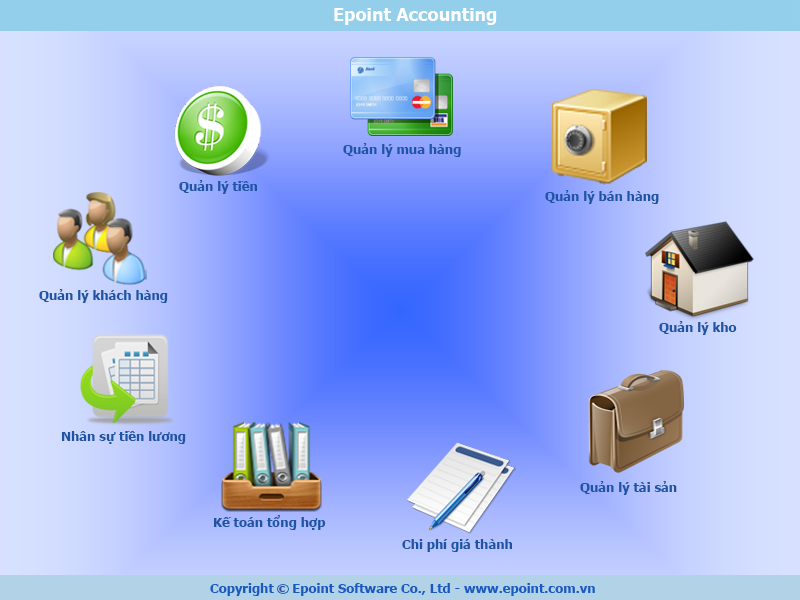 Epoint Accounting
Quản lý mua hàng
Quản lý tiền
Quản lý bán hàng
Quản lý khách hàng
Quản lý kho
Nhân sự tiền lương
Quản lý tài sản
Kế toán tổng hợp
Chi phí giá thành
Copyright © Epoint Software Co., Ltd - www.epoint.com.vn